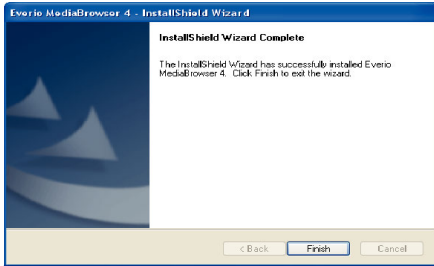 Everio MediaBrowser 4 - InstallShield Wizard
InstallShield Wizard Complete
The InstallShield Wizard has successfully installed Everio
MediaBrowser 4. Click Finish to exit the wizard.
< Back
Finish
Cancel